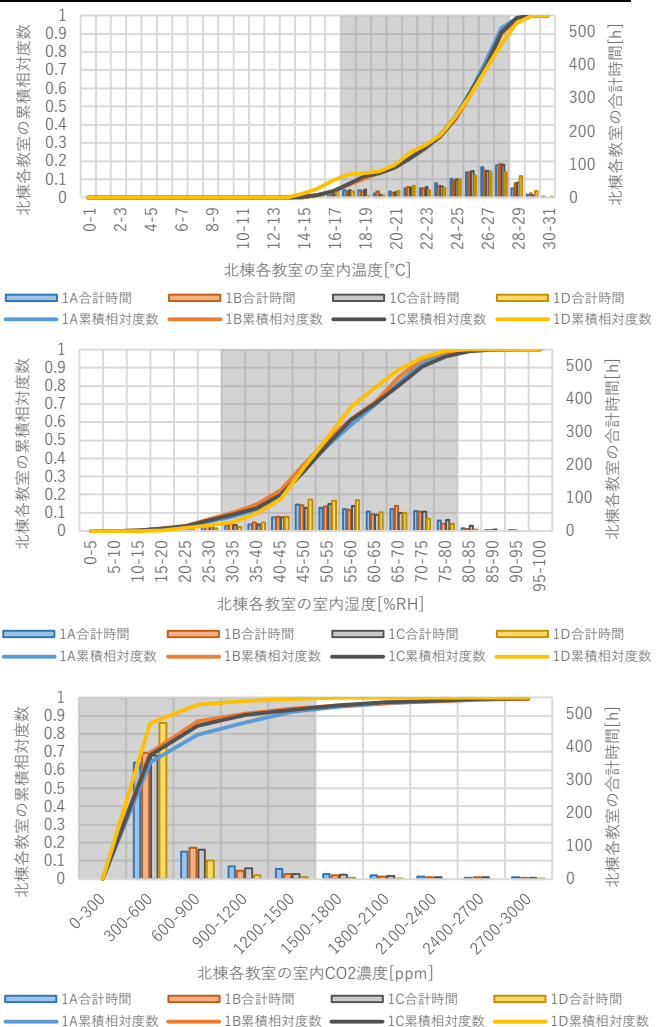 北棟各教室の累積相対度数
1
0.9
0.8
0.7
0.6
0.5
0.4
0.3
0.2
0.1
0
500
400
300
200
100
0
北棟各教室の合計時間[h]
0-1 2-3 4-5 6-7 8-9 10-11 12-13 14-15 16-17 18-19 20-21 22-23 24-25 26-27 28-29 30-31
北棟各教室の室内温度[℃]
1A合計時間 1B合計時間 1C合計時間 1D合計時間
1A累積相対度数 1B累積相対度数 1C累積相対度数 1D累積相対度数
北棟各教室の累積相対度数
1
0.9
0.8
0.7
0.6
0.5
0.4
0.3
0.2
0.1
0
500
400
300
200
100
0
北棟各教室の合計時間[h]
0-5 5-10 10-15 15-20 20-25 25-30 30-35 35-40 40-45 45-50 50-55 55-60 60-65 65-70 70-75 75-80 80-85 85-90 90-95 95-100
北棟各教室の室内湿度[%RH]
1A合計時間 1B合計時間 1C合計時間 1D合計時間
1A累積相対度数 1B累積相対度数 1C累積相対度数 1D累積相対度数
北棟各教室の累積相対度数
1
0.9
0.8
0.7
0.6
0.5
0.4
0.3
0.2
0.1
0
500
400
300
200
100
0
北棟各教室の合計時間[h]
0-300 300-600 600-900 900-1200 1200-1500 1500-1800 1800-2100 2100-2400 2400-2700 2700-3000
北棟各教室の室内CO2濃度[ppm]
1A合計時間 1B合計時間 1C合計時間 1D合計時間
1A累積相対度数 1B累積相対度数 1C累積相対度数 1D累積相対度数